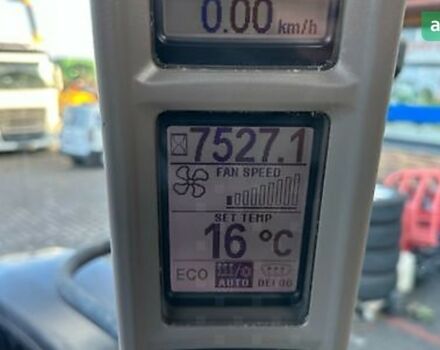 0.00 km/h
7527.1
FAN SPEED
SET TEMP
16 °C
ECO AUTO DEFOG